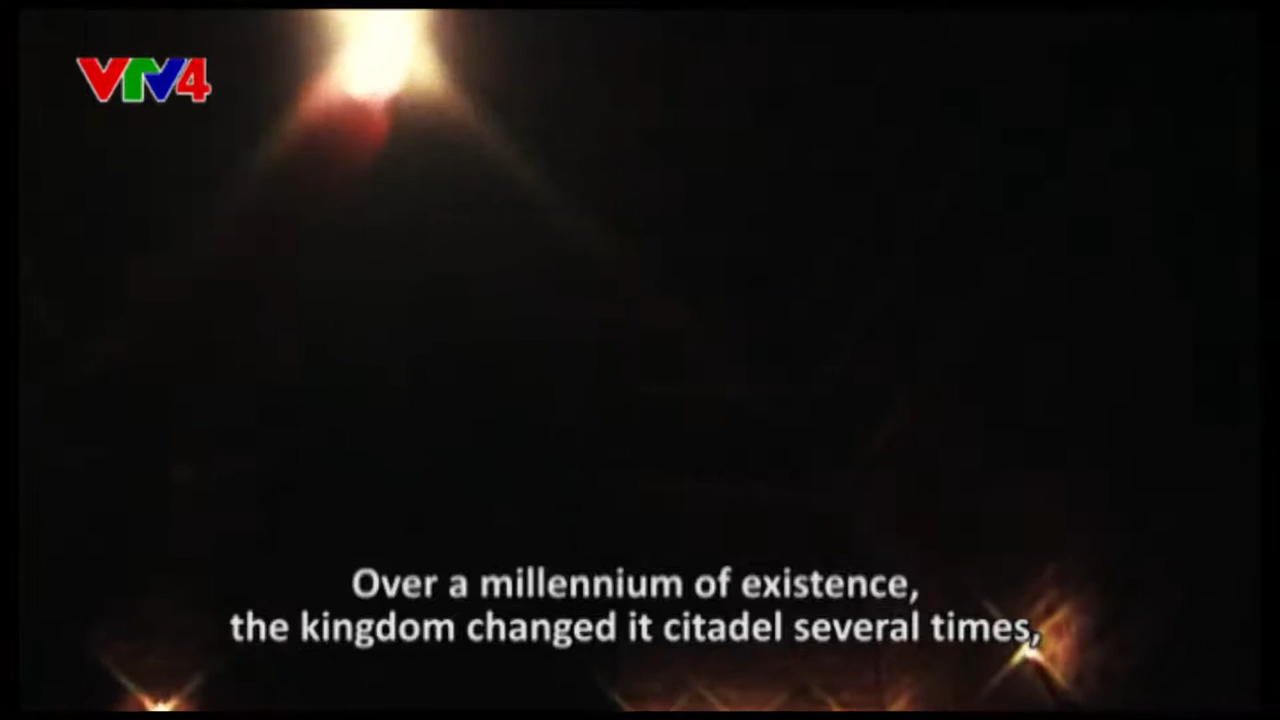 VTV4
Over a millennium of existence,
the kingdom changed it citadel several times,